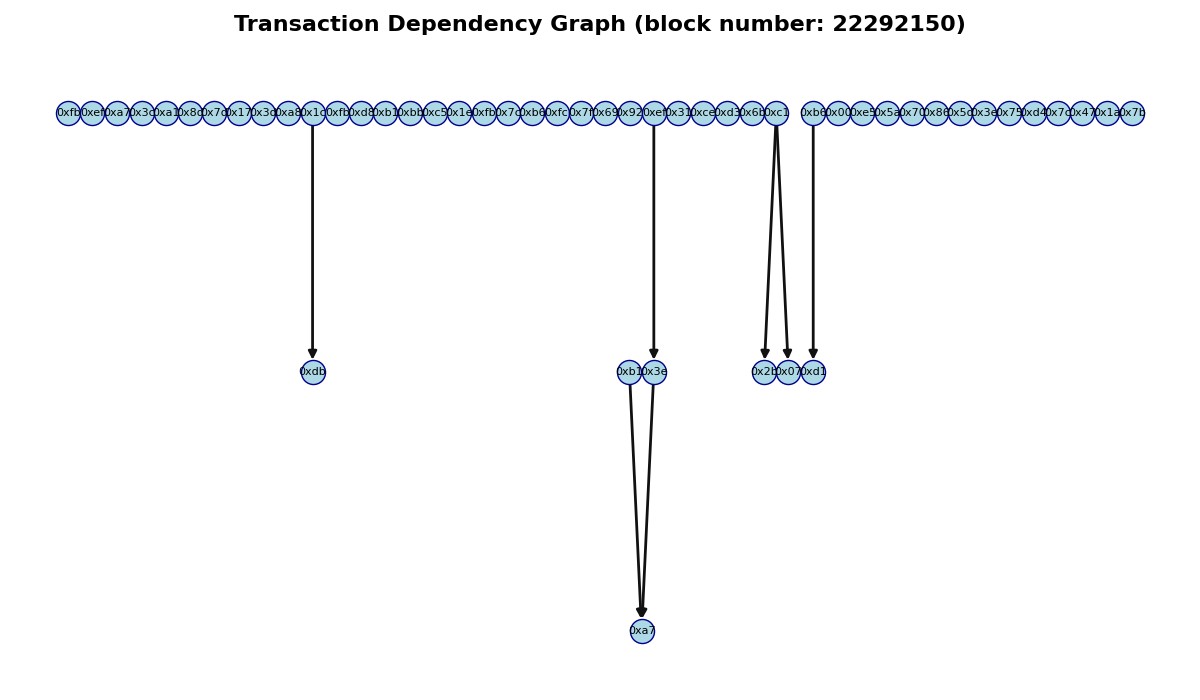 Transaction Dependency Graph (block number: 22292150)
0xfb 0xef 0xa7 0x3c 0xa1 0x8c 0x7d 0x17 0x3d 0xa8 0x1c 0xfb 0xd8 0xb1 0xbb 0xc5 0x1e 0xfb 0x7c 0xb6 0xfc 0x7f 0x69 0x92 0xef 0x31 0xce 0xd3 0x6b 0xc1 0xb6 0x00 0xe5 0x5a 0x70 0x86 0x5c 0x3e 0x75 0xd4 0x7c 0x47 0x1a 0x7b
0xdb 0xb1 0x3e 0x2b 0x07 0xd1
0xa7